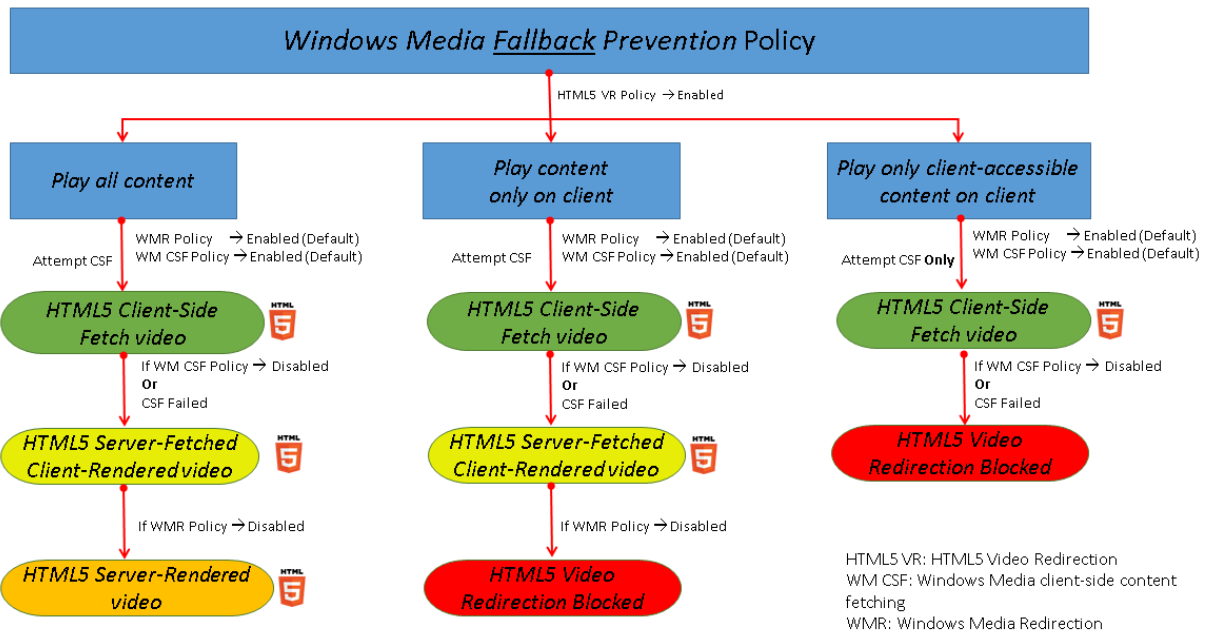 Windows Media Fallback Prevention Policy
HTML5 VR Policy → Enabled
Play all content
WMR Policy → Enabled (Default)
WM CSF Policy → Enabled (Default)
Attempt CSF
HTML5 Client-Side
Fetch video
HTML
5
If WM CSF Policy → Disabled
Or
CSF Failed
HTML5 Server-Fetched
Client-Rendered video
HTML
5
If WMR Policy → Disabled
HTML5 Server-Rendered
video
HTML
5
Play content
only on client
WMR Policy → Enabled (Default)
WM CSF Policy → Enabled (Default)
Attempt CSF
HTML5 Client-Side
Fetch video
HTML
5
If WM CSF Policy → Disabled
Or
CSF Failed
HTML5 Server-Fetched
Client-Rendered video
HTML
5
If WMR Policy → Disabled
HTML5 Video
Redirection Blocked
Play only client-accessible
content on client
WMR Policy → Enabled (Default)
WM CSF Policy → Enabled (Default)
Attempt CSF Only
HTML5 Client-Side
Fetch video
HTML
5
If WM CSF Policy → Disabled
Or
CSF Failed
HTML5 Video
Redirection Blocked
HTML5 VR: HTML5 Video Redirection
WM CSF: Windows Media client-side content
fetching
WMR: Windows Media Redirection